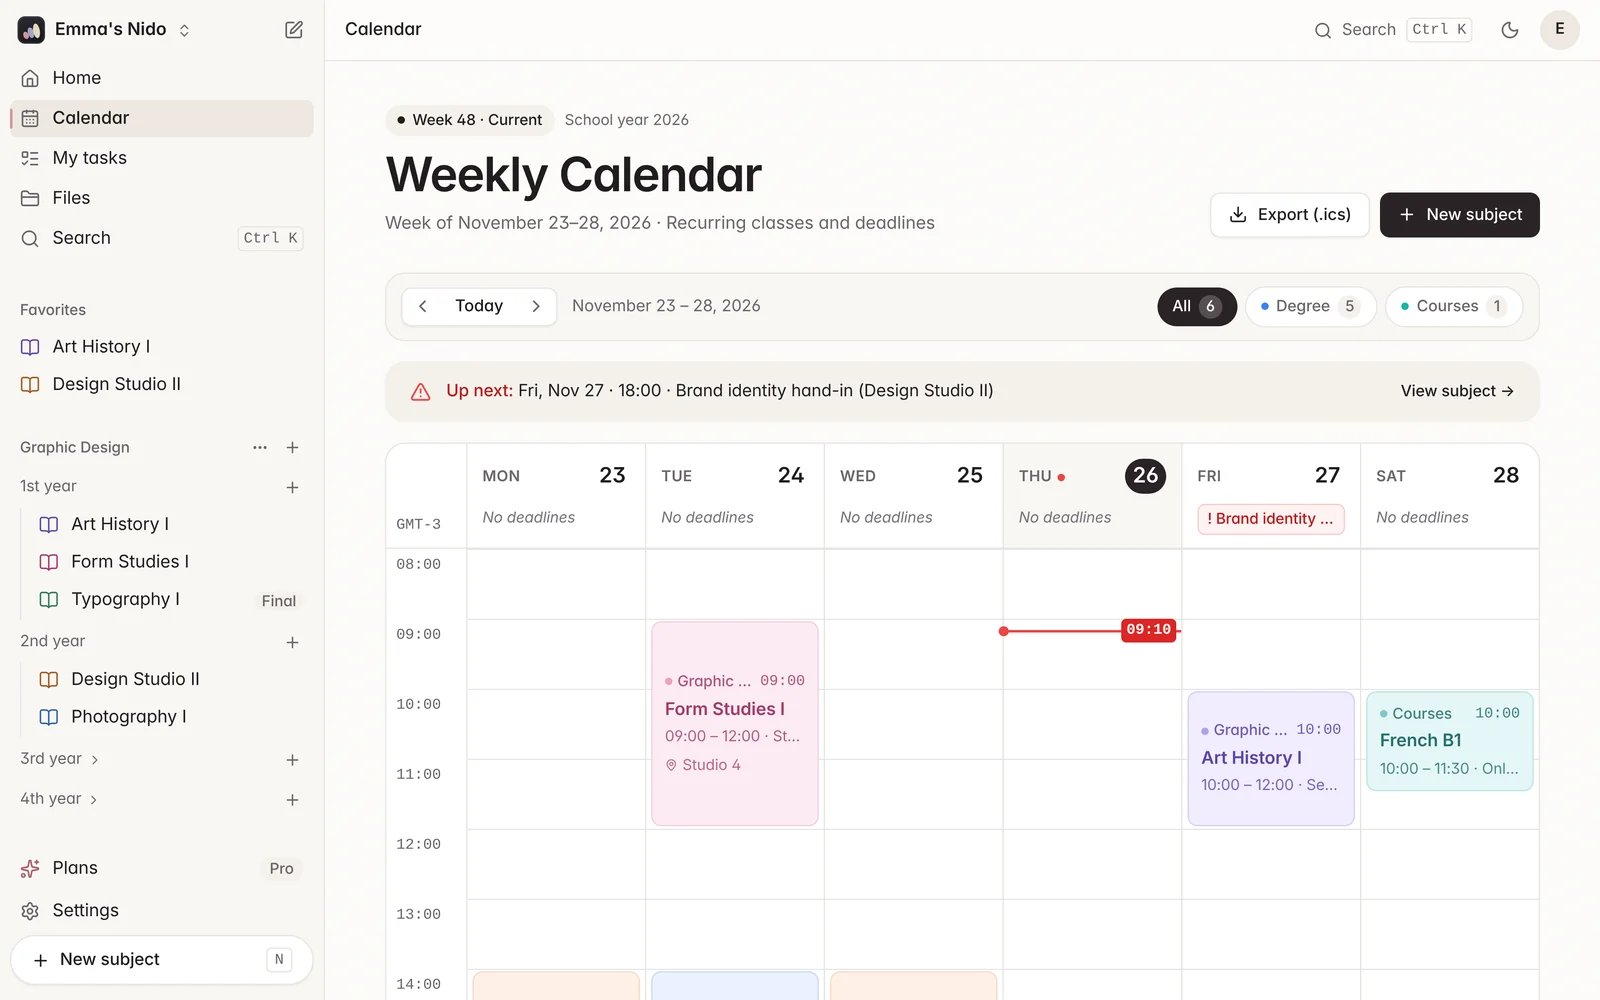 Emma's Nido
Home
Calendar
My tasks
Files
Search Ctrl K
Favorites
Art History I
Design Studio II
Graphic Design
1st year
Art History I
Form Studies I
Typography I Final
2nd year
Design Studio II
Photography I
3rd year
4th year
Plans Pro
Settings
New subject N
Calendar
Search Ctrl K
E
Week 48 · Current School year 2026
Weekly Calendar
Week of November 23–28, 2026 · Recurring classes and deadlines
Export (.ics)
New subject
Today
November 23 – 28, 2026
All 6
Degree 5
Courses 1
Up next: Fri, Nov 27 · 18:00 · Brand identity hand-in (Design Studio II)
View subject →
GMT-3
MON 23
No deadlines
TUE 24
No deadlines
WED 25
No deadlines
THU 26
No deadlines
FRI 27
! Brand identity ...
SAT 28
No deadlines
08:00
09:00
10:00
11:00
12:00
13:00
14:00
Graphic ... 09:00
Form Studies I
09:00 – 12:00 · St...
Studio 4
09:10
Graphic ... 10:00
Art History I
10:00 – 12:00 · Se...
Courses 10:00
French B1
10:00 – 11:30 · Onl...